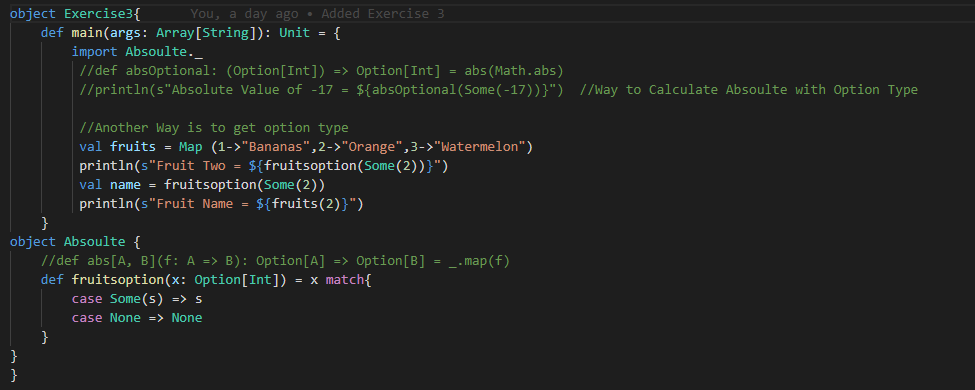 object Exercise3{ You, a day ago • Added Exercise 3
def main(args: Array[String]): Unit = {
import Absoulte._
//def absOptional: (Option[Int]) => Option[Int] = abs(Math.abs)
//println(s"Absolute Value of -17 = ${absOptional(Some(-17))}") //Way to Calculate Absoulte with Option Type
//Another Way is to get option type
val fruits = Map (1->"Bananas",2->"Orange",3->"Watermelon")
println(s"Fruit Two = ${fruitsoption(Some(2))}")
val name = fruitsoption(Some(2))
println(s"Fruit Name = ${fruits(2)}")
}
object Absoulte {
//def abs[A, B](f: A => B): Option[A] => Option[B] = _.map(f)
def fruitsoption(x: Option[Int]) = x match{
case Some(s) => s
case None => None
}
}
}